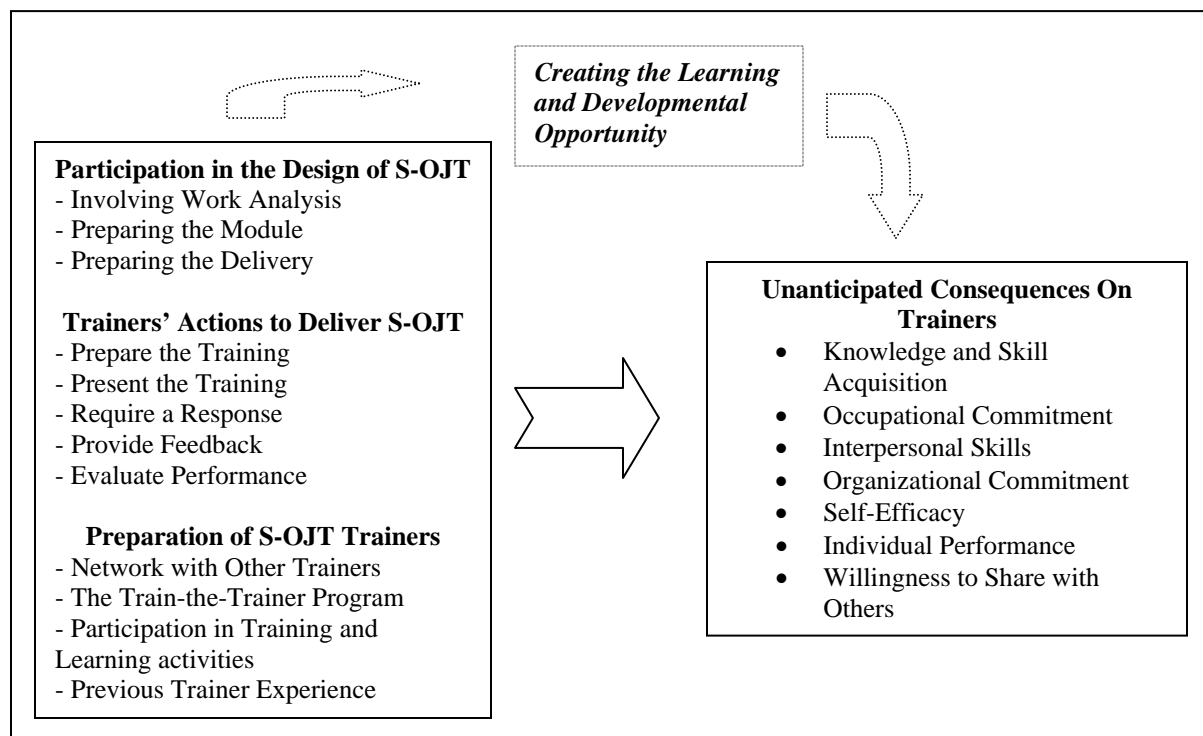 Creating the Learning
and Developmental
Opportunity
Participation in the Design of S-OJT
- Involving Work Analysis
- Preparing the Module
- Preparing the Delivery
Trainers’ Actions to Deliver S-OJT
- Prepare the Training
- Present the Training
- Require a Response
- Provide Feedback
- Evaluate Performance
Preparation of S-OJT Trainers
- Network with Other Trainers
- The Train-the-Trainer Program
- Participation in Training and
Learning activities
- Previous Trainer Experience
Unanticipated Consequences On
Trainers
• Knowledge and Skill
Acquisition
• Occupational Commitment
• Interpersonal Skills
• Organizational Commitment
• Self-Efficacy
• Individual Performance
• Willingness to Share with
Others